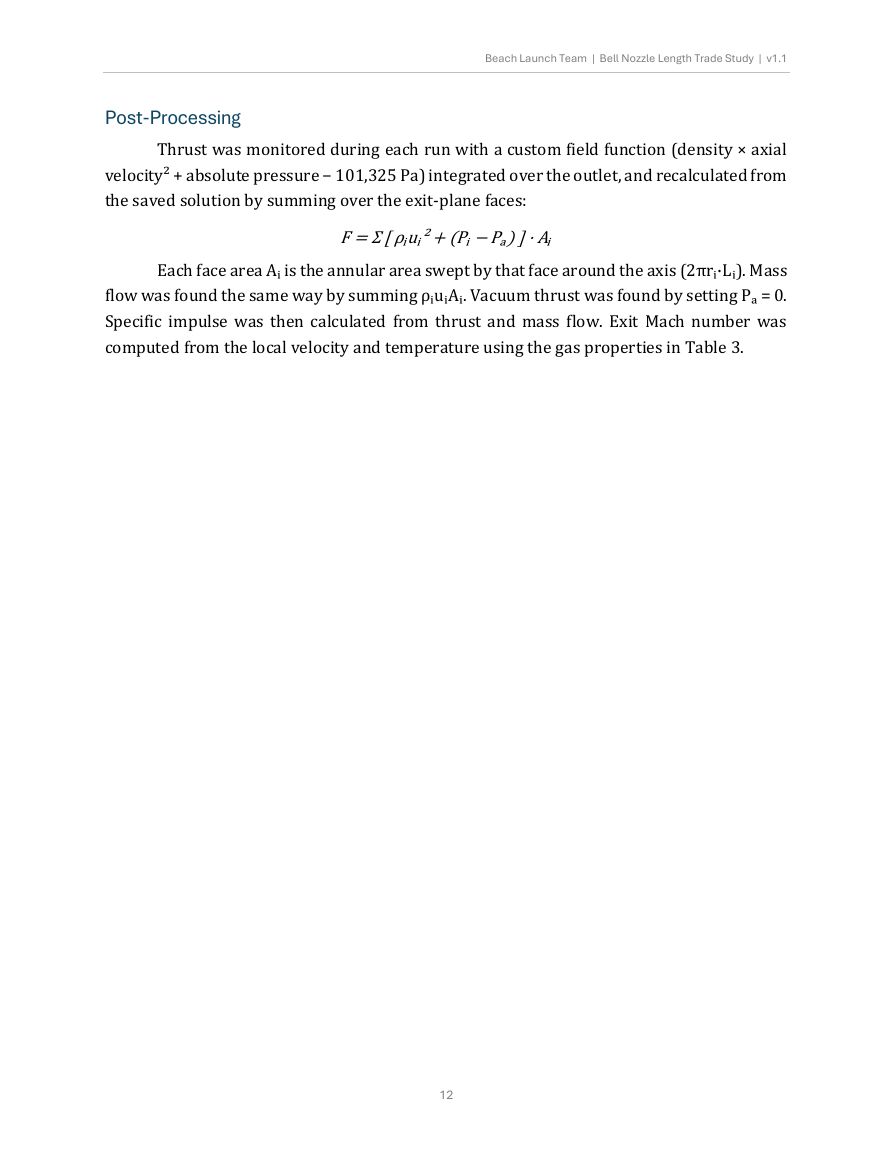 Beach Launch Team | Bell Nozzle Length Trade Study | v1.1
Post-Processing
Thrust was monitored during each run with a custom field function (density × axial
velocity² + absolute pressure − 101,325 Pa) integrated over the outlet, and recalculated from
the saved solution by summing over the exit-plane faces:
F = Σ [ ρᵢuᵢ² + (Pᵢ − Pₐ) ] · Aᵢ
Each face area Aᵢ is the annular area swept by that face around the axis (2πrᵢ·Lᵢ). Mass
flow was found the same way by summing ρᵢuᵢAᵢ. Vacuum thrust was found by setting Pₐ = 0.
Specific impulse was then calculated from thrust and mass flow. Exit Mach number was
computed from the local velocity and temperature using the gas properties in Table 3.
12